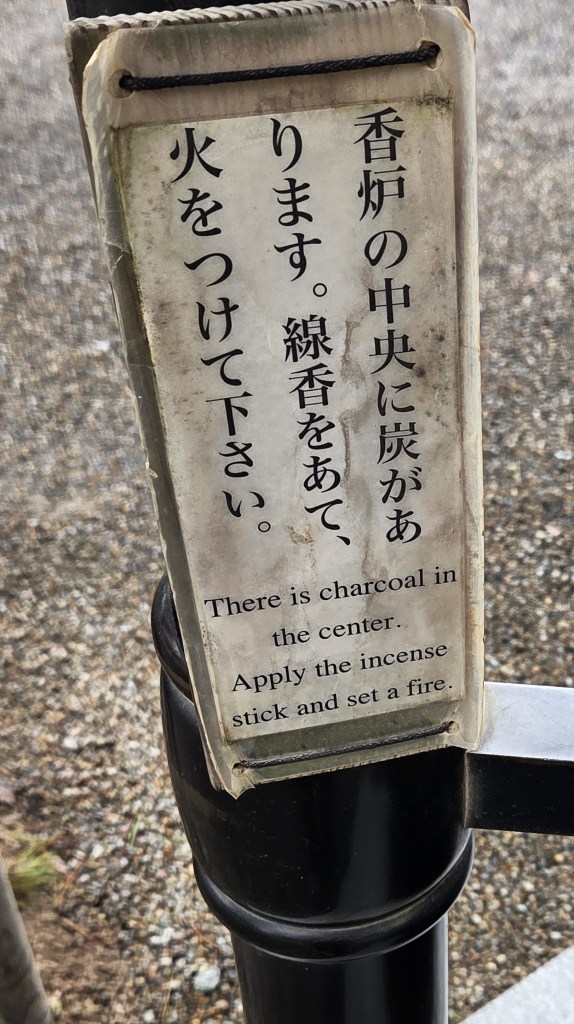 香炉の中央に炭があ
ります。線香をあて、
火をつけて下さい。
There is charcoal in
the center.
Apply the incense
stick and set a fire.